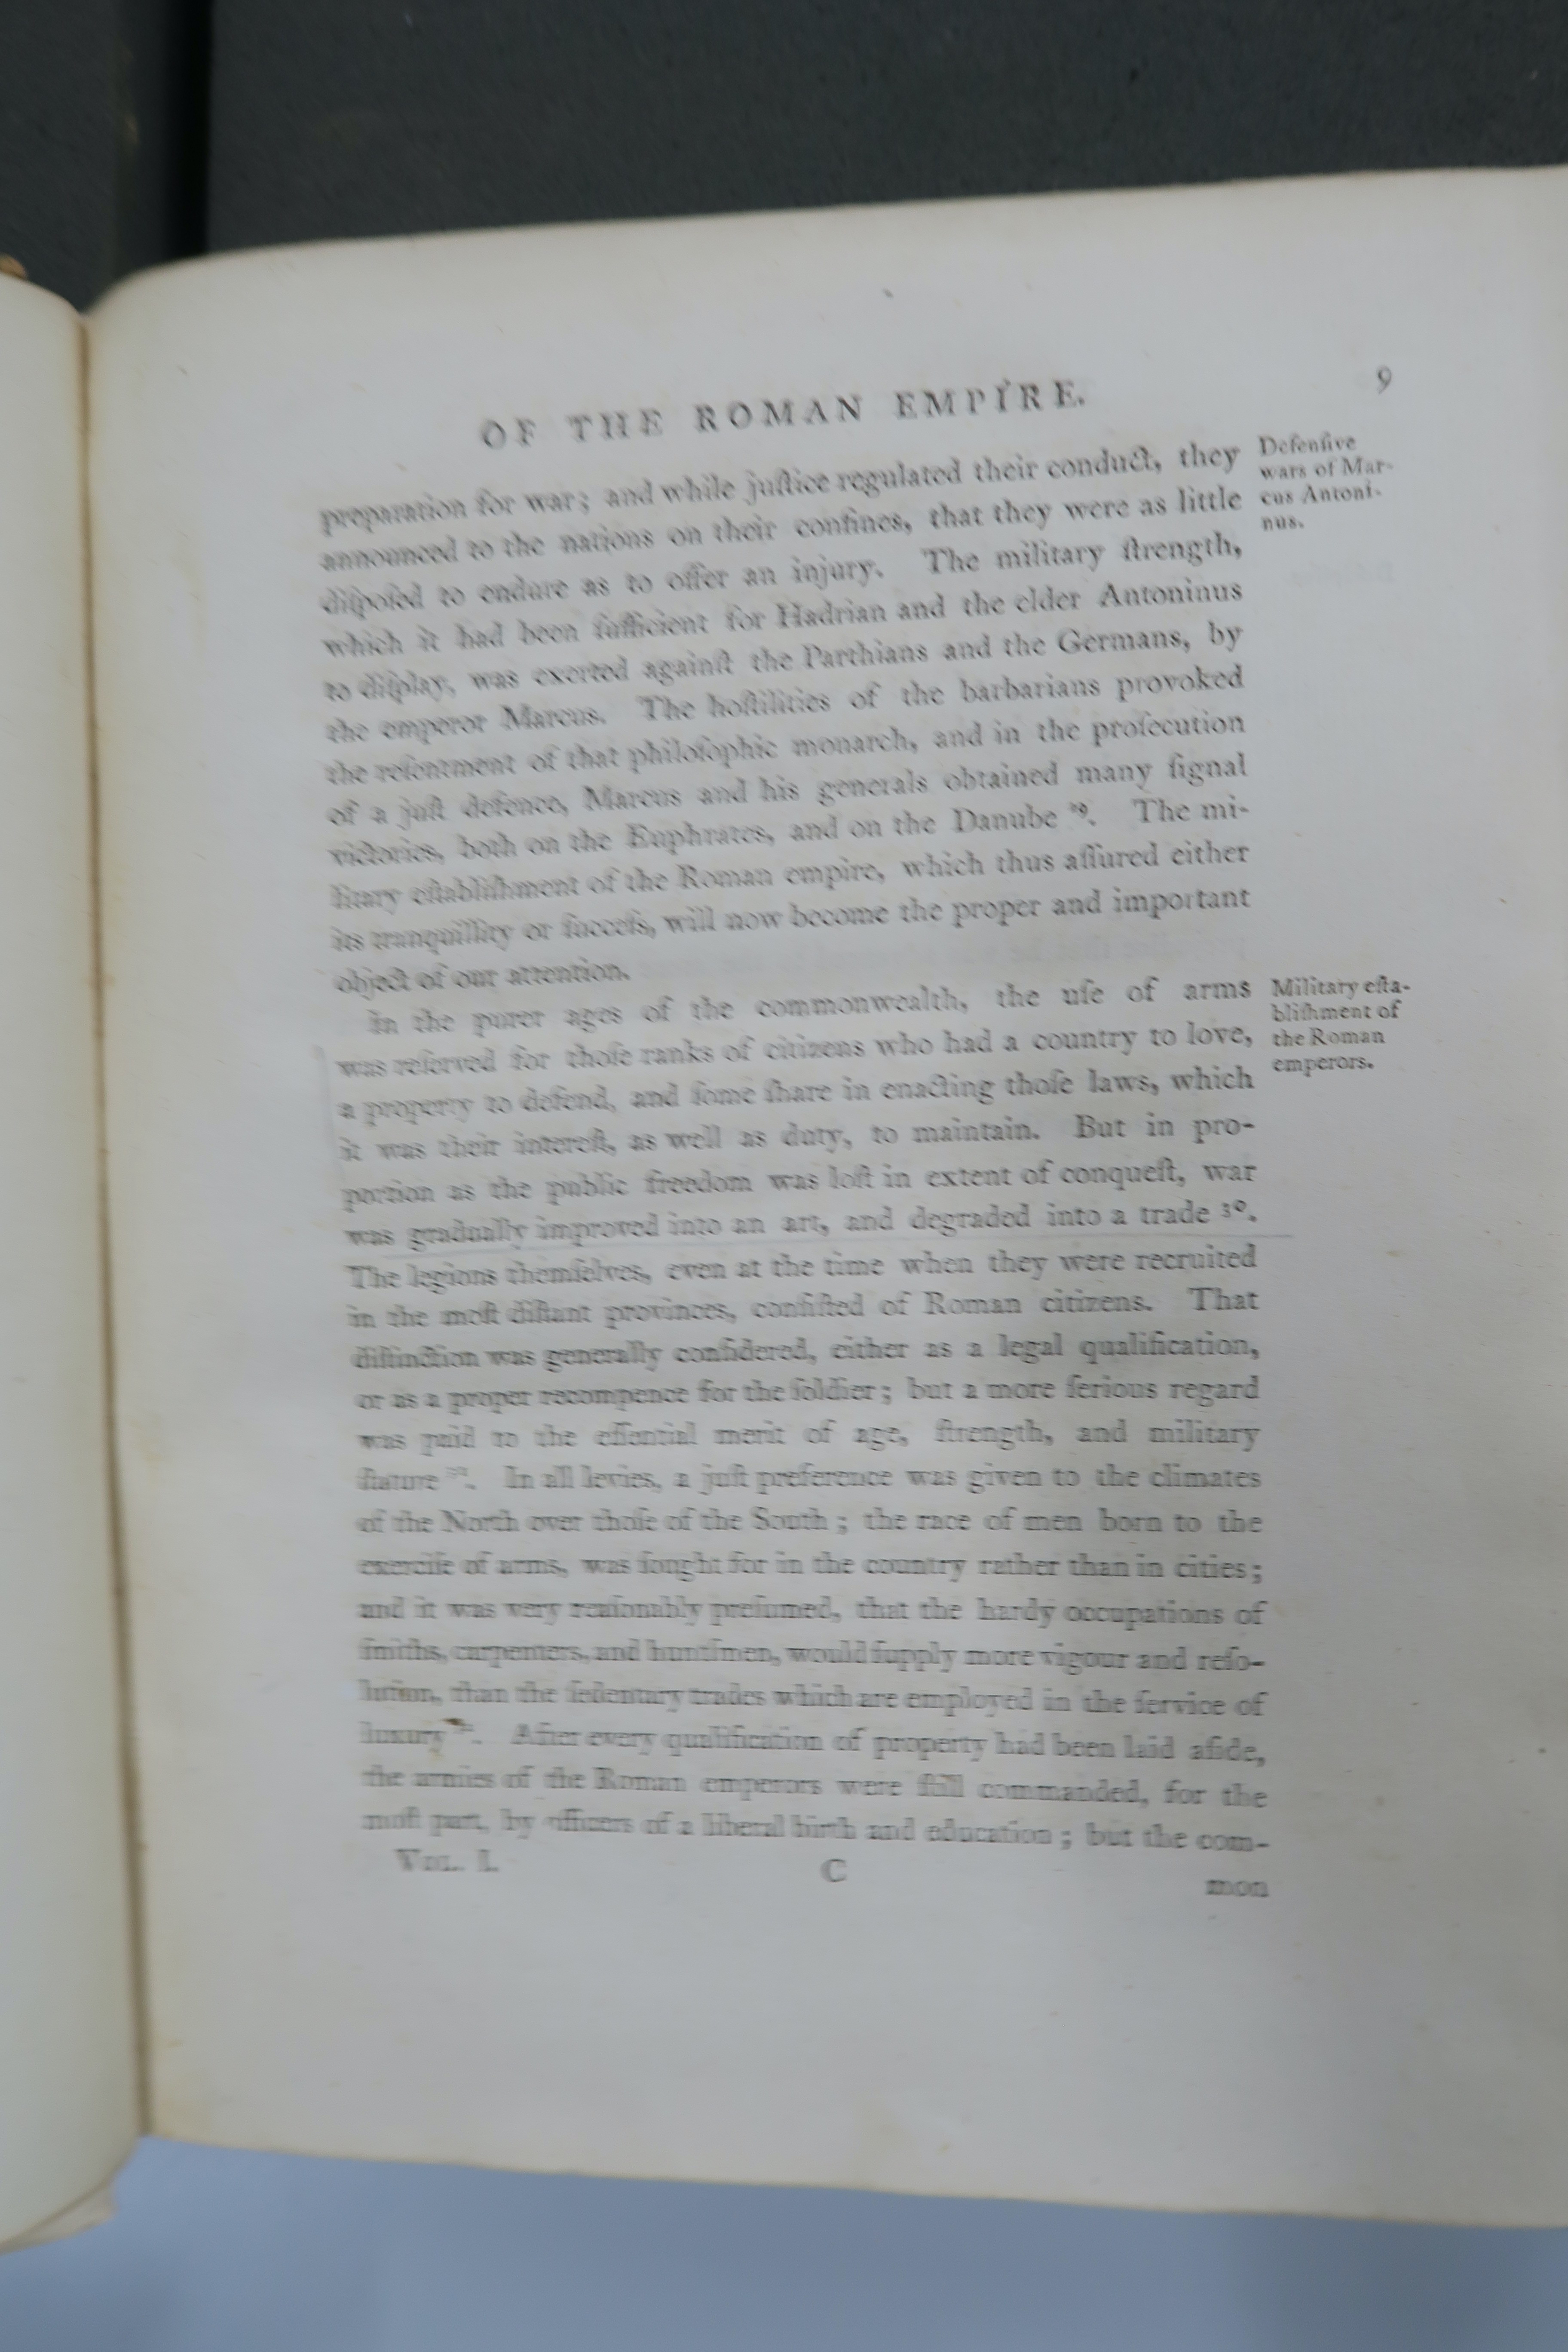 OF THE ROMAN EMPIRE.
9
preparation for war; and while juſtice regulated their conduct, they
announced to the nations on their confines, that they were as little
diſpoſed to endure as to offer an injury. The military ſtrength,
which it had been ſufficient for Hadrian and the elder Antoninus
to diſplay, was exerted againſt the Parthians and the Germans, by
the emperor Marcus. The hoſtilities of the barbarians provoked
the reſentment of that philoſophic monarch, and in the proſecution
of a juſt defence, Marcus and his generals obtained many ſignal
victories, both on the Euphrates, and on the Danube ²⁹. The mi-
litary eſtabliſhment of the Roman empire, which thus aſſured either
its tranquillity or ſucceſs, will now become the proper and important
object of our attention.
Defenſive
wars of Mar-
cus Antoni-
nus.
In the purer ages of the commonwealth, the uſe of arms
was reſerved for thoſe ranks of citizens who had a country to love,
a property to defend, and ſome ſhare in enacting thoſe laws, which
it was their intereſt, as well as duty, to maintain. But in pro-
portion as the public freedom was loſt in extent of conqueſt, war
was gradually improved into an art, and degraded into a trade ³⁰.
The legions themſelves, even at the time when they were recruited
in the moſt diſtant provinces, conſiſted of Roman citizens. That
diſtinction was generally conſidered, either as a legal qualification,
or as a proper recompence for the ſoldier; but a more ſerious regard
was paid to the eſſential merit of age, ſtrength, and military
ſtature ³¹. In all levies, a juſt preference was given to the climates
of the North over thoſe of the South; the race of men born to the
exerciſe of arms, was ſought for in the country rather than in cities;
and it was very reaſonably preſumed, that the hardy occupations of
ſmiths, carpenters, and huntſmen, would ſupply more vigour and reſo-
lution, than the ſedentary trades which are employed in the ſervice of
luxury ³². After every qualification of property had been laid aſide,
the armies of the Roman emperors were ſtill commanded, for the
moſt part, by officers of a liberal birth and education; but the com-
Military eſta-
bliſhment of
the Roman
emperors.
VOL. I.
C
mon